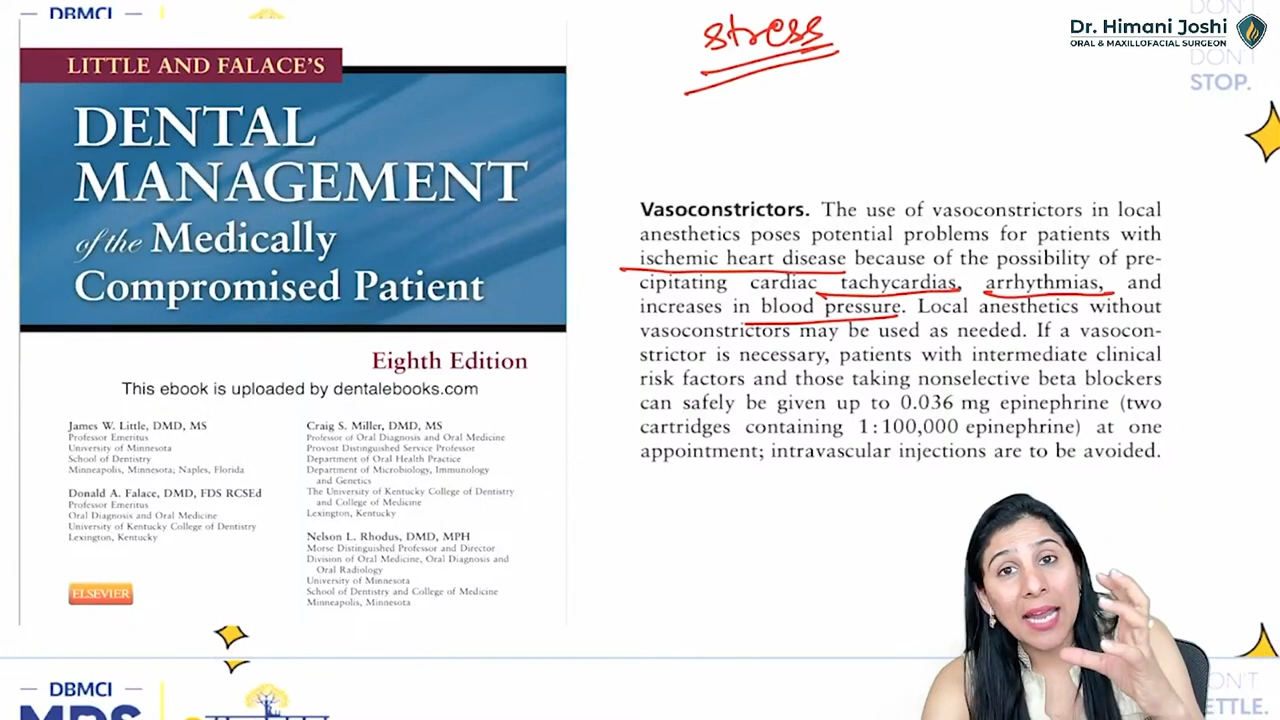 DBMCI
LITTLE AND FALACE'S
DENTAL
MANAGEMENT
of the Medically
Compromised Patient
Eighth Edition
This ebook is uploaded by dentalebooks.com
James W. Little, DMD, MS
Professor Emeritus
University of Minnesota
School of Dentistry
Minneapolis, Minnesota; Naples, Florida
Donald A. Falace, DMD, FDS RCSEd
Professor Emeritus
Oral Diagnosis and Oral Medicine
University of Kentucky College of Dentistry
Lexington, Kentucky
Craig S. Miller, DMD, MS
Professor of Oral Diagnosis and Oral Medicine
Provost Distinguished Service Professor
Department of Oral Health Practice
Department of Microbiology, Immunology
and Genetics
The University of Kentucky College of Dentistry
and College of Medicine
Lexington, Kentucky
Nelson L. Rhodus, DMD, MPH
Morse Distinguished Professor and Director
Division of Oral Medicine, Oral Diagnosis and
Oral Radiology
University of Minnesota
School of Dentistry and College of Medicine
Minneapolis, Minnesota
ELSEVIER
stress
Dr. Himani Joshi
ORAL & MAXILLOFACIAL SURGEON
DON'T
STOP.
Vasoconstrictors. The use of vasoconstrictors in local
anesthetics poses potential problems for patients with
ischemic heart disease because of the possibility of pre-
cipitating cardiac tachycardias, arrhythmias, and
increases in blood pressure. Local anesthetics without
vasoconstrictors may be used as needed. If a vasocon-
strictor is necessary, patients with intermediate clinical
risk factors and those taking nonselective beta blockers
can safely be given up to 0.036 mg epinephrine (two
cartridges containing 1:100,000 epinephrine) at one
appointment; intravascular injections are to be avoided.
DBMCI
MDS